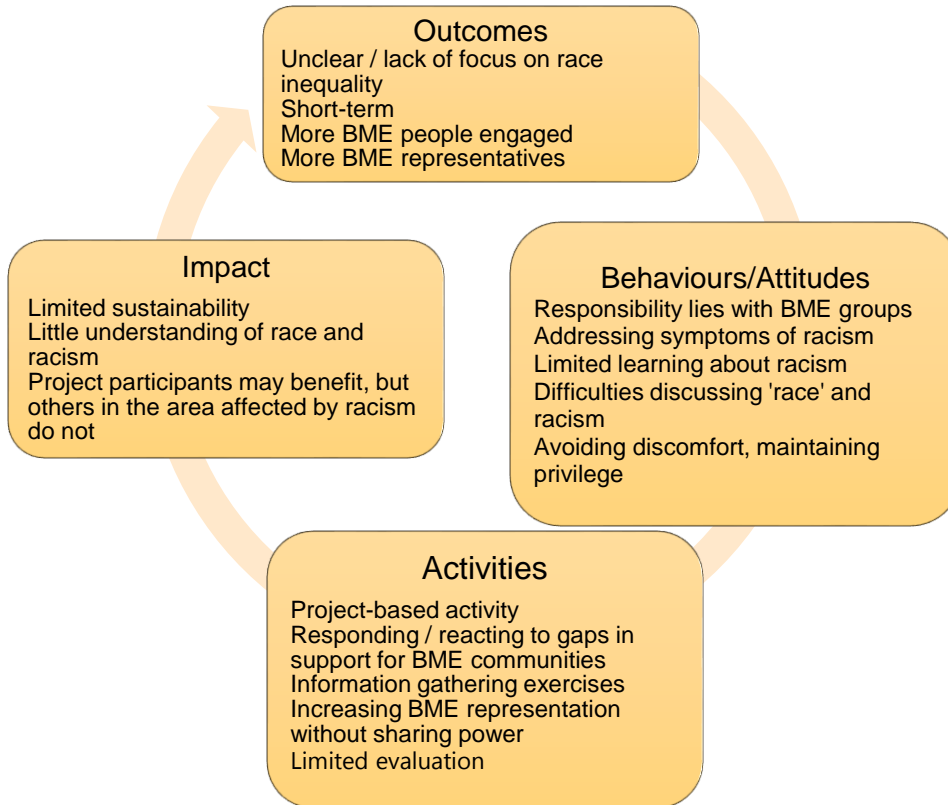 Outcomes
Unclear / lack of focus on race
inequality
Short-term
More BME people engaged
More BME representatives
Behaviours/Attitudes
Responsibility lies with BME groups
Addressing symptoms of racism
Limited learning about racism
Difficulties discussing 'race' and
racism
Avoiding discomfort, maintaining
privilege
Activities
Project-based activity
Responding / reacting to gaps in
support for BME communities
Information gathering exercises
Increasing BME representation
without sharing power
Limited evaluation
Impact
Limited sustainability
Little understanding of race and
racism
Project participants may benefit, but
others in the area affected by racism
do not